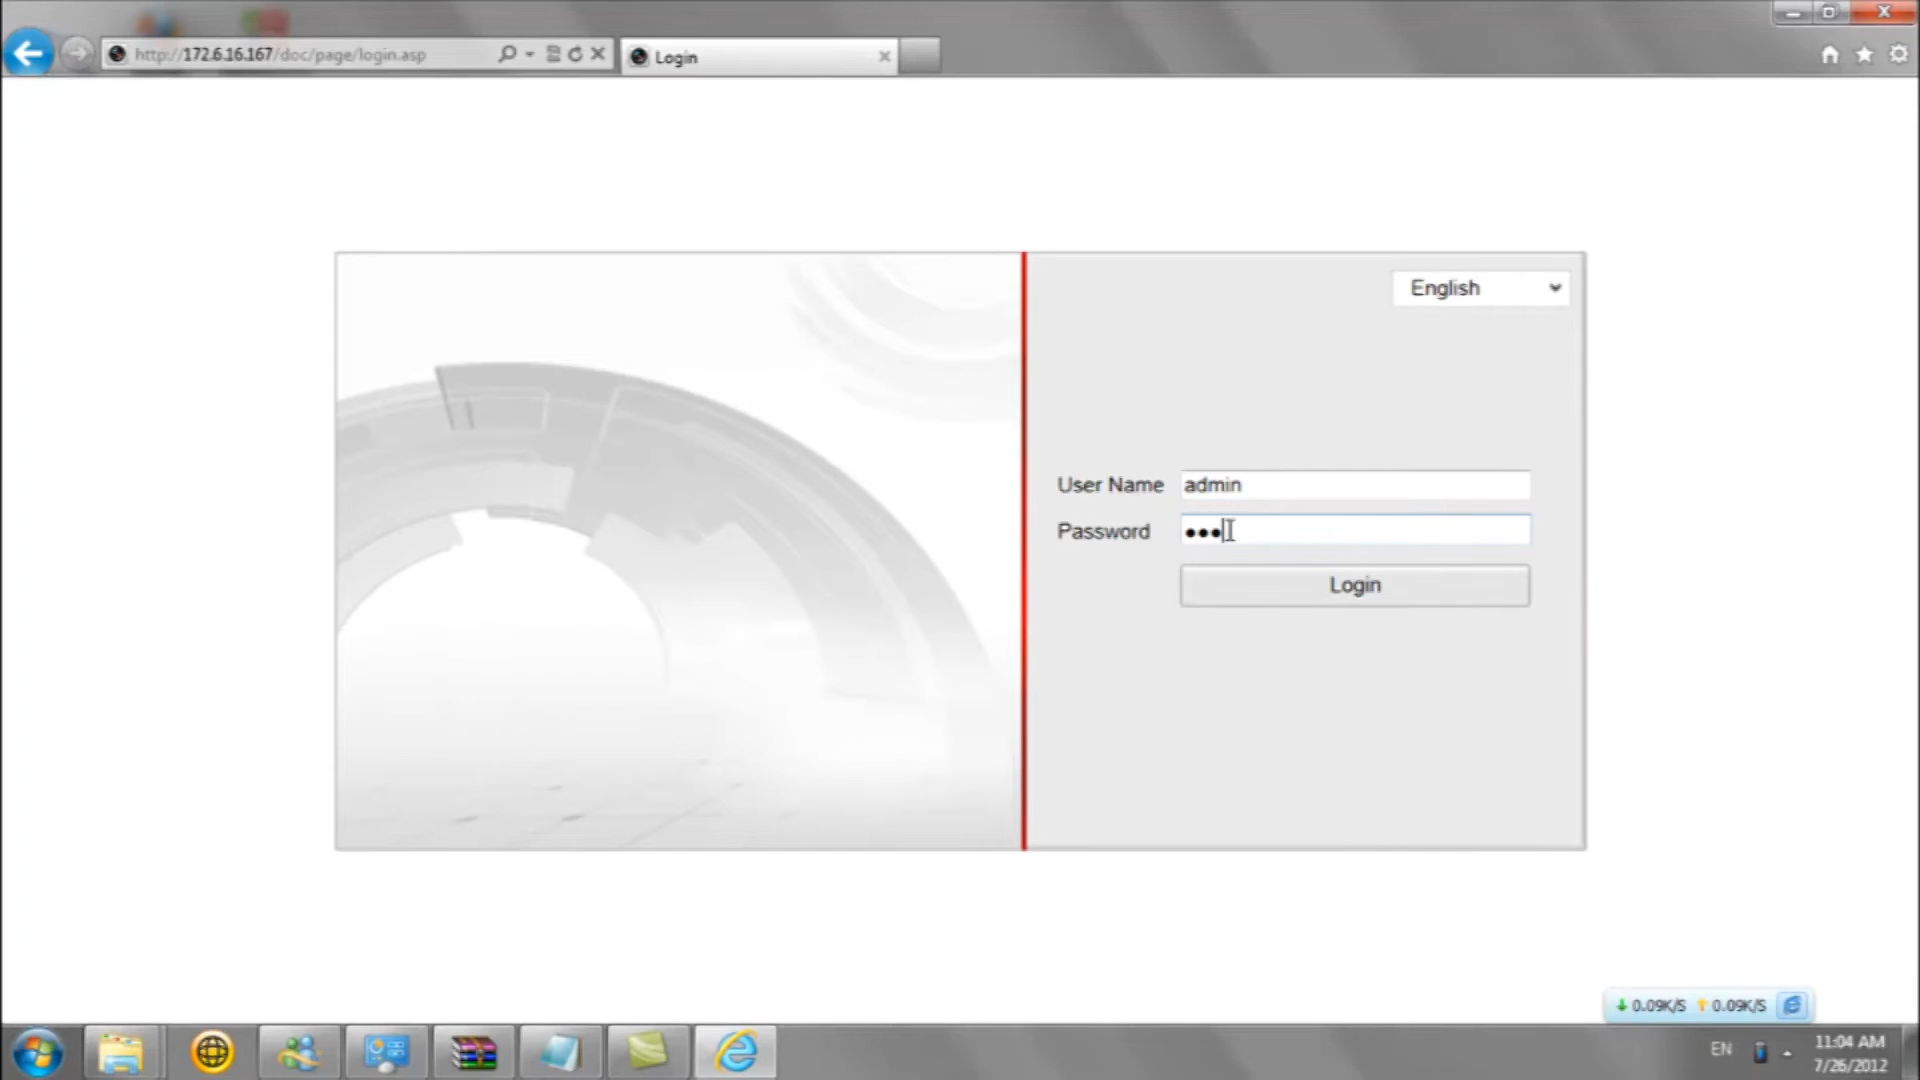 http://172.6.16.167/doc/page/login.asp
Login
English
User Name
admin
Password
•••
Login
0.09K/S
0.09K/S
EN
11:04 AM
7/26/2012